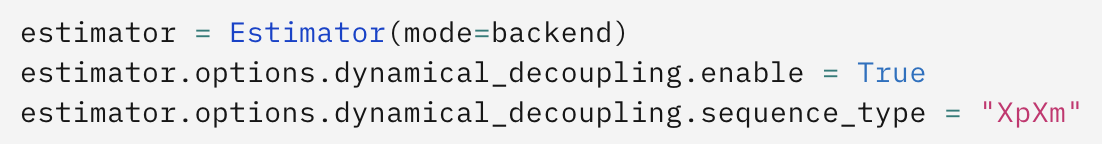 estimator = Estimator(mode=backend)
estimator.options.dynamical_decoupling.enable = True
estimator.options.dynamical_decoupling.sequence_type = "XpXm"